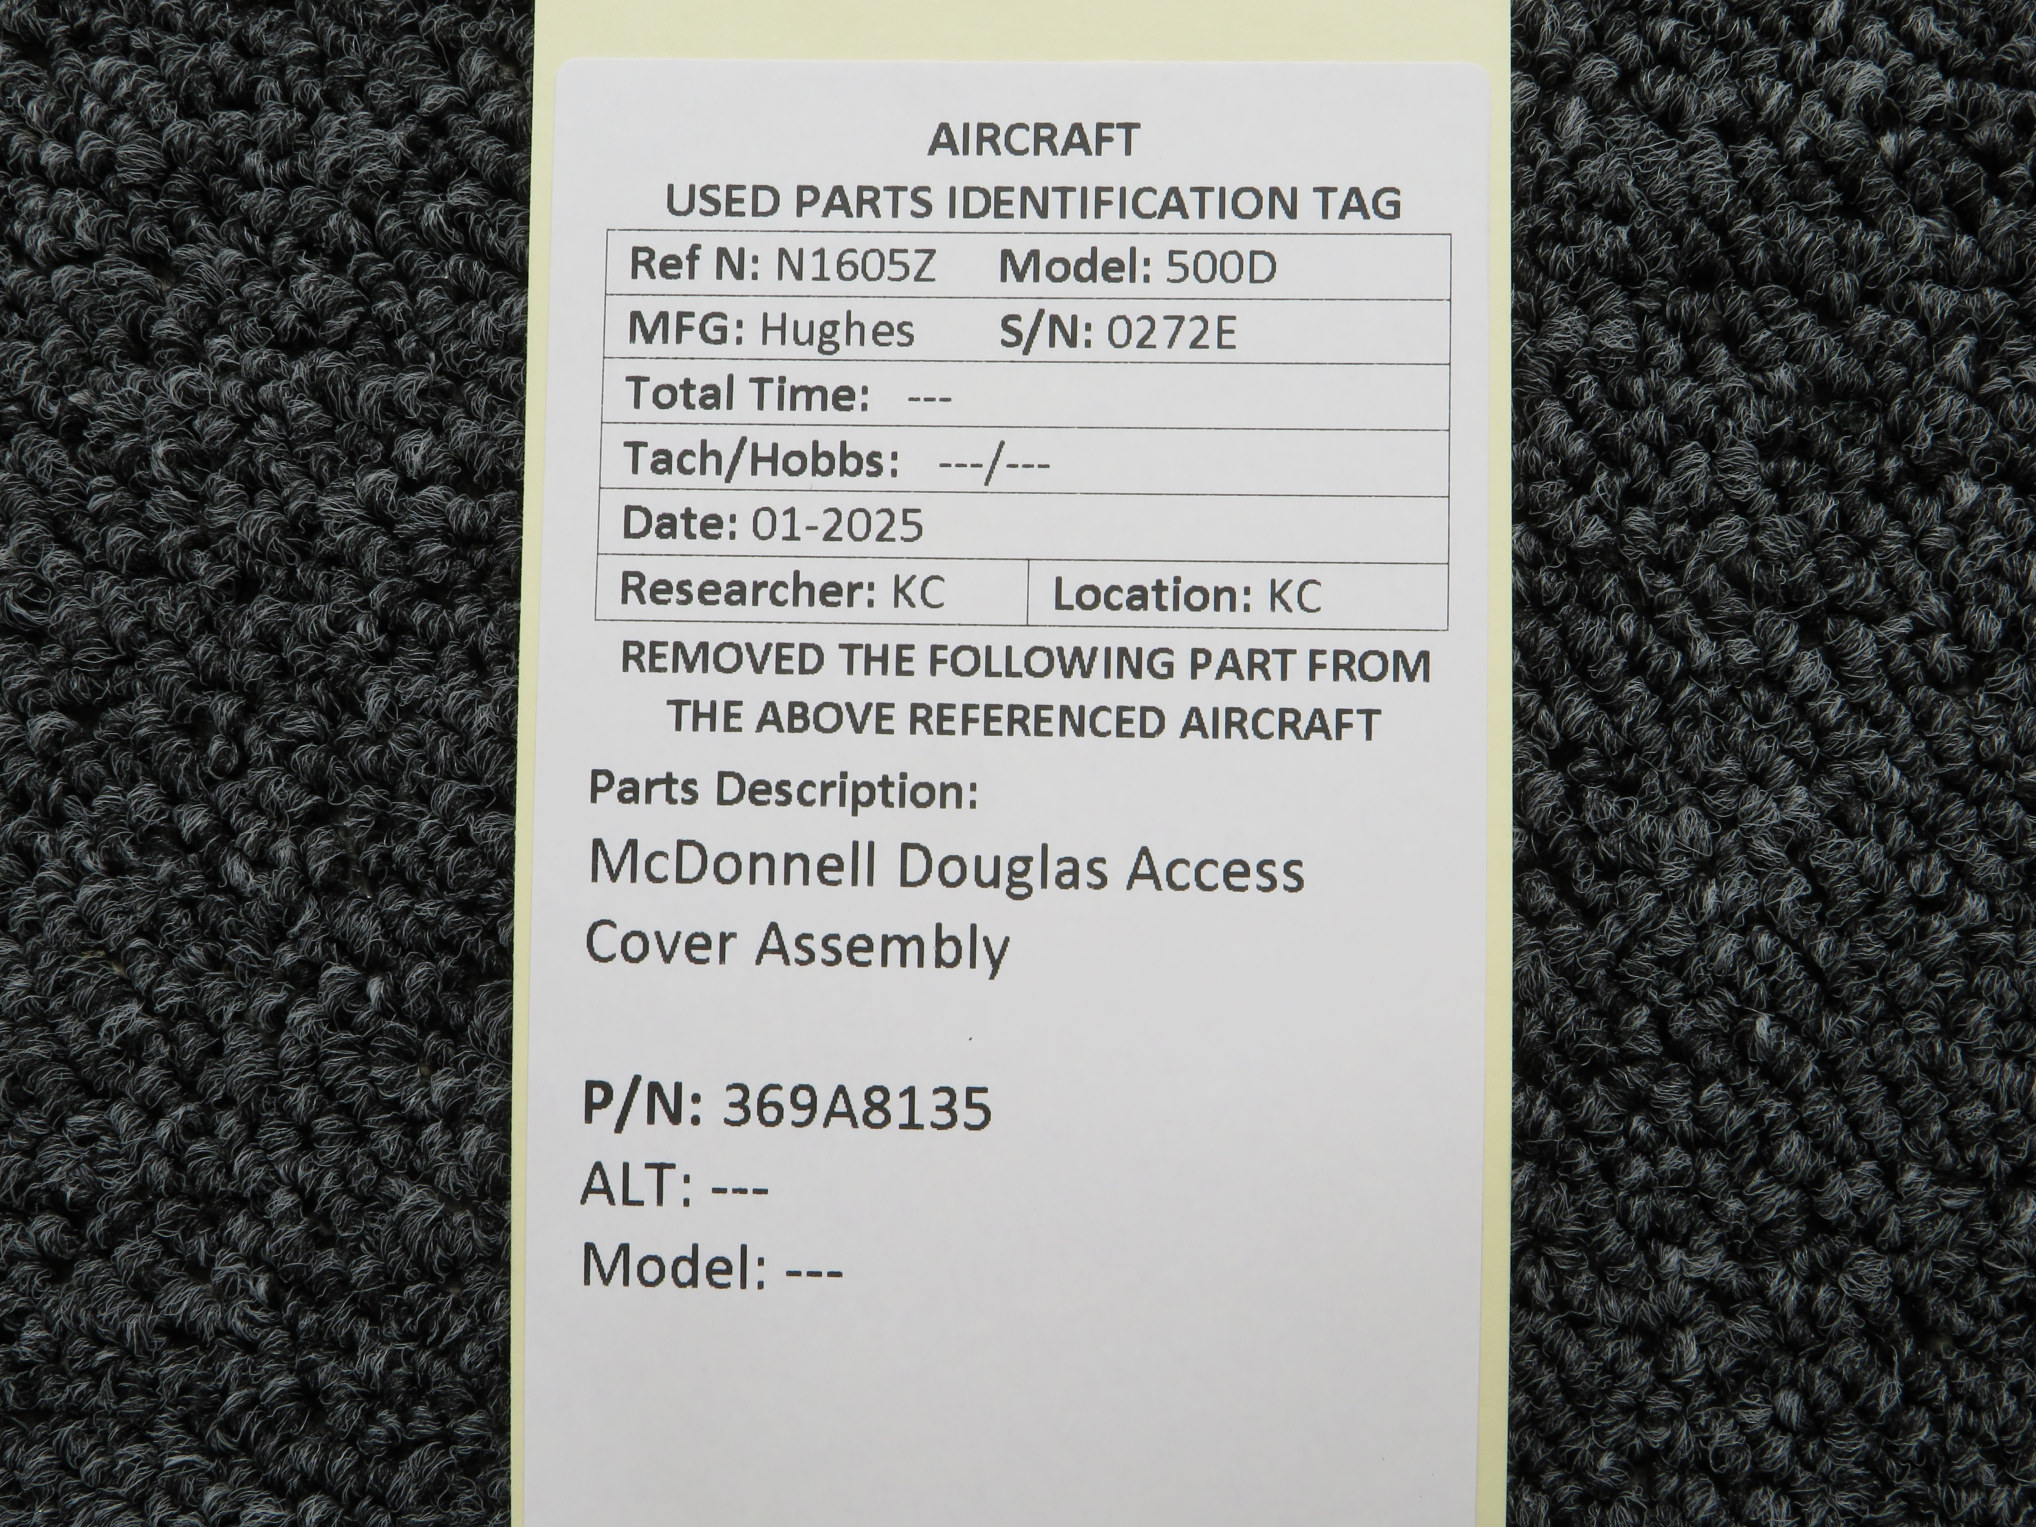 AIRCRAFT
USED PARTS IDENTIFICATION TAG
Ref N: N1605Z Model: 500D
MFG: Hughes S/N: 0272E
Total Time: ---
Tach/Hobbs: ---/---
Date: 01-2025
Researcher: KC Location: KC
REMOVED THE FOLLOWING PART FROM
THE ABOVE REFERENCED AIRCRAFT
Parts Description:
McDonnell Douglas Access
Cover Assembly
P/N: 369A8135
ALT: ---
Model: ---